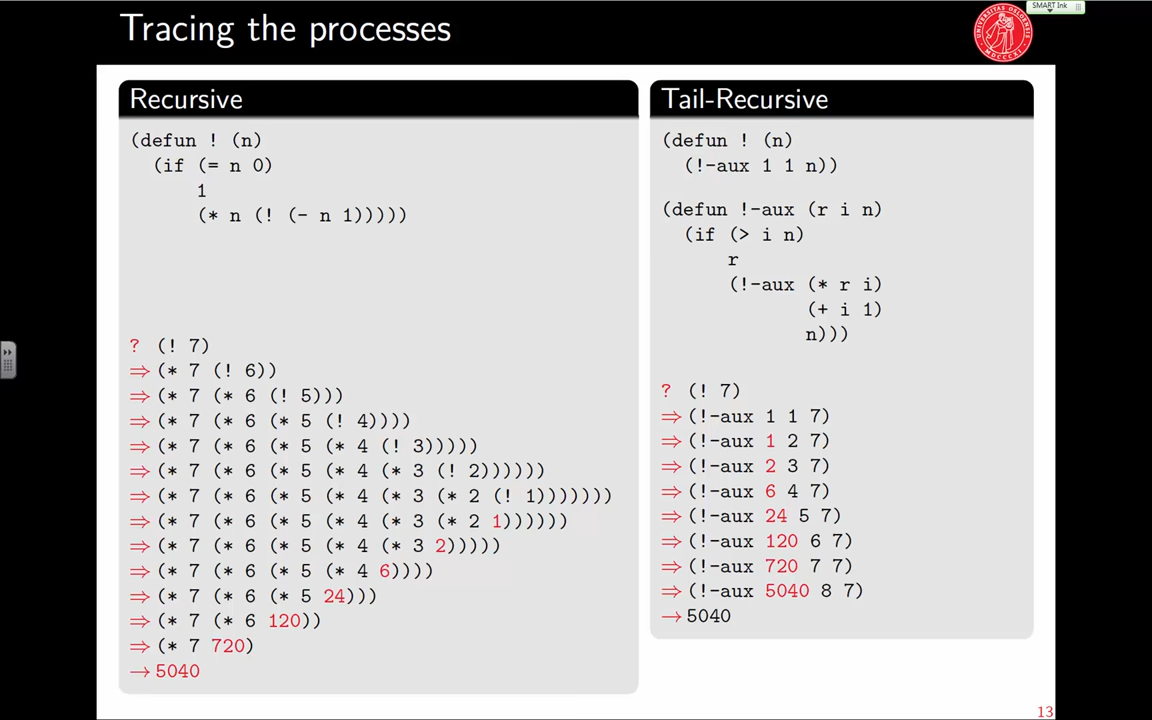 SMART Ink
Tracing the processes
UNIVERSITAS OSLOENSIS
MDCCCXI
Recursive
(defun ! (n)
(if (= n 0)
1
(* n (! (- n 1)))))
? (! 7)
⇒ (* 7 (! 6))
⇒ (* 7 (* 6 (! 5)))
⇒ (* 7 (* 6 (* 5 (! 4))))
⇒ (* 7 (* 6 (* 5 (* 4 (! 3)))))
⇒ (* 7 (* 6 (* 5 (* 4 (* 3 (! 2))))))
⇒ (* 7 (* 6 (* 5 (* 4 (* 3 (* 2 (! 1)))))))
⇒ (* 7 (* 6 (* 5 (* 4 (* 3 (* 2 1))))))
⇒ (* 7 (* 6 (* 5 (* 4 (* 3 2)))))
⇒ (* 7 (* 6 (* 5 (* 4 6))))
⇒ (* 7 (* 6 (* 5 24)))
⇒ (* 7 (* 6 120))
⇒ (* 7 720)
→ 5040
Tail-Recursive
(defun ! (n)
(!-aux 1 1 n))
(defun !-aux (r i n)
(if (> i n)
r
(!-aux (* r i)
(+ i 1)
n)))
? (! 7)
⇒ (!-aux 1 1 7)
⇒ (!-aux 1 2 7)
⇒ (!-aux 2 3 7)
⇒ (!-aux 6 4 7)
⇒ (!-aux 24 5 7)
⇒ (!-aux 120 6 7)
⇒ (!-aux 720 7 7)
⇒ (!-aux 5040 8 7)
→ 5040
13